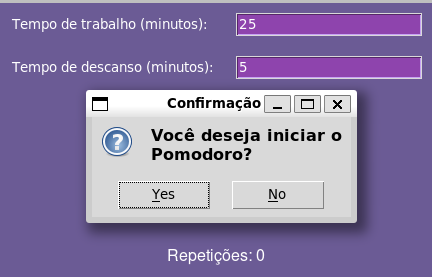 Tempo de trabalho (minutos):
25
Tempo de descanso (minutos):
5
Confirmação
Você deseja iniciar o
Pomodoro?
Yes
No
Repetições: 0